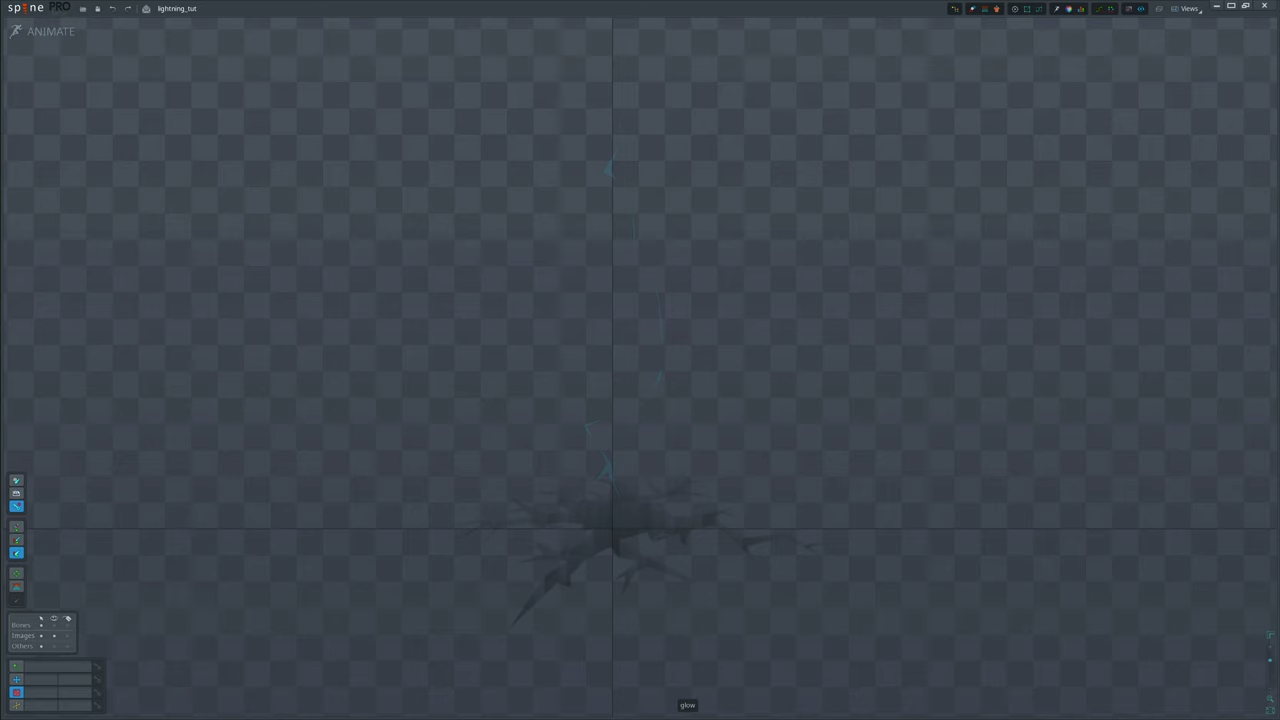 spine PRO
lightning_tut
Views
ANIMATE
Bones
Images
Others
glow